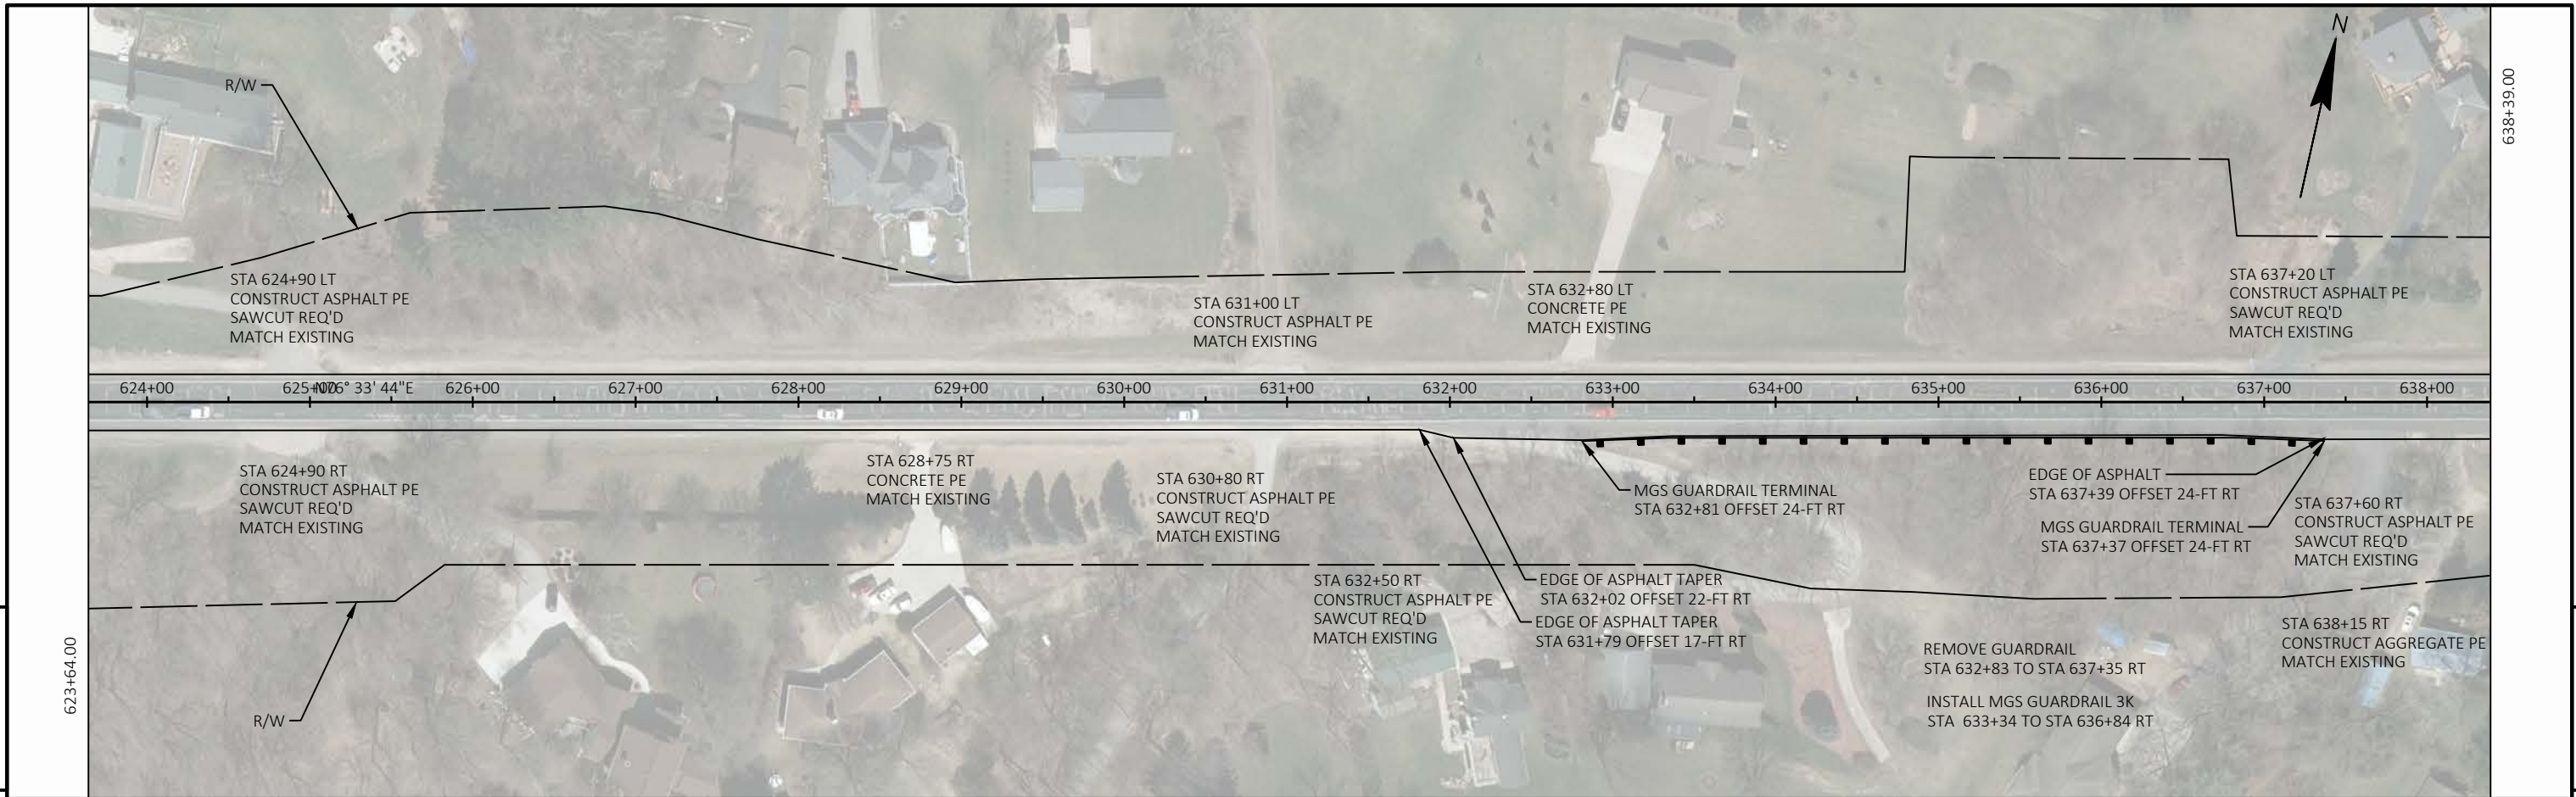 N
638+39.00
R/W
STA 624+90 LT
CONSTRUCT ASPHALT PE
SAWCUT REQ'D
MATCH EXISTING
STA 631+00 LT
CONSTRUCT ASPHALT PE
MATCH EXISTING
STA 632+80 LT
CONCRETE PE
MATCH EXISTING
STA 637+20 LT
CONSTRUCT ASPHALT PE
SAWCUT REQ'D
MATCH EXISTING
624+00 625+00 N76° 33' 44"E 626+00 627+00 628+00 629+00 630+00 631+00 632+00 633+00 634+00 635+00 636+00 637+00 638+00
STA 624+90 RT
CONSTRUCT ASPHALT PE
SAWCUT REQ'D
MATCH EXISTING
STA 628+75 RT
CONCRETE PE
MATCH EXISTING
STA 630+80 RT
CONSTRUCT ASPHALT PE
SAWCUT REQ'D
MATCH EXISTING
MGS GUARDRAIL TERMINAL
STA 632+81 OFFSET 24-FT RT
EDGE OF ASPHALT
STA 637+39 OFFSET 24-FT RT
MGS GUARDRAIL TERMINAL
STA 637+37 OFFSET 24-FT RT
STA 637+60 RT
CONSTRUCT ASPHALT PE
SAWCUT REQ'D
MATCH EXISTING
STA 632+50 RT
CONSTRUCT ASPHALT PE
SAWCUT REQ'D
MATCH EXISTING
EDGE OF ASPHALT TAPER
STA 632+02 OFFSET 22-FT RT
EDGE OF ASPHALT TAPER
STA 631+79 OFFSET 17-FT RT
REMOVE GUARDRAIL
STA 632+83 TO STA 637+35 RT
INSTALL MGS GUARDRAIL 3K
STA 633+34 TO STA 636+84 RT
STA 638+15 RT
CONSTRUCT AGGREGATE PE
MATCH EXISTING
623+64.00
R/W